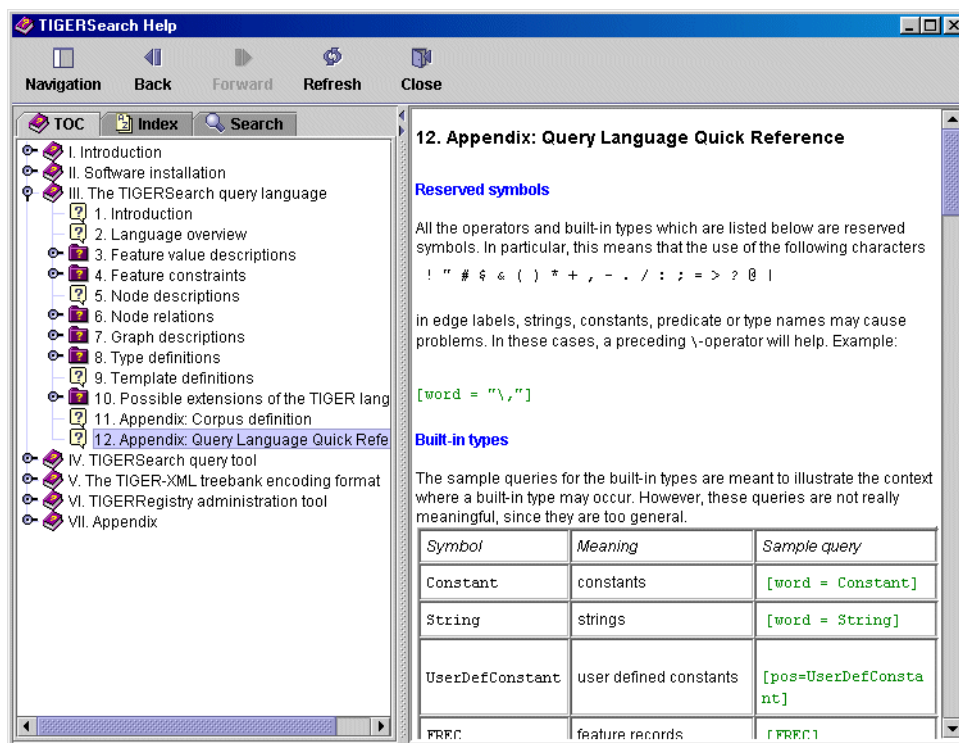 TIGERSearch Help
Navigation Back Forward Refresh Close
TOC Index Search
I. Introduction
II. Software installation
III. The TIGERSearch query language
1. Introduction
2. Language overview
3. Feature value descriptions
4. Feature constraints
5. Node descriptions
6. Node relations
7. Graph descriptions
8. Type definitions
9. Template definitions
10. Possible extensions of the TIGER lang
11. Appendix: Corpus definition
12. Appendix: Query Language Quick Refe
IV. TIGERSearch query tool
V. The TIGER-XML treebank encoding format
VI. TIGERRegistry administration tool
VII. Appendix
12. Appendix: Query Language Quick Reference
Reserved symbols
All the operators and built-in types which are listed below are reserved
symbols. In particular, this means that the use of the following characters
! " # $ & ( ) * + , - . / : ; = > ? @ |
in edge labels, strings, constants, predicate or type names may cause
problems. In these cases, a preceding \-operator will help. Example:
[word = "\,"]
Built-in types
The sample queries for the built-in types are meant to illustrate the context
where a built-in type may occur. However, these queries are not really
meaningful, since they are too general.
Symbol Meaning Sample query
Constant constants [word = Constant]
String strings [word = String]
UserDefConstant user defined constants [pos=UserDefConsta
nt]
FREC feature records [FREC]